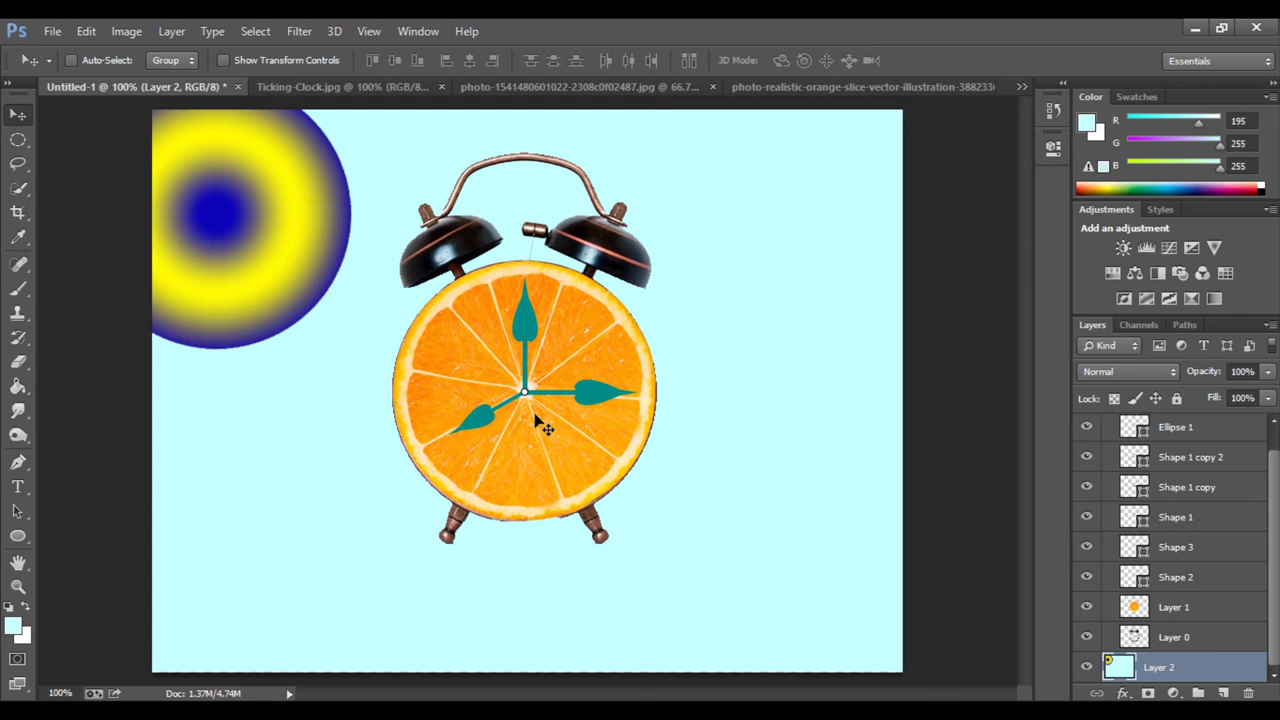 Ps File Edit Image Layer Type Select Filter 3D View Window Help
Auto-Select: Group Show Transform Controls 3D Mode: Essentials
Untitled-1 @ 100% (Layer 2, RGB/8) * Ticking-Clock.jpg @ 100% (RGB/8... photo-1541480601022-2308c0f02487.jpg @ 66.7... photo-realistic-orange-slice-vector-illustration-388233
Color Swatches
R 195
G 255
B 255
Adjustments Styles
Add an adjustment
Layers Channels Paths
Kind
Normal Opacity: 100%
Lock: Fill: 100%
Ellipse 1
Shape 1 copy 2
Shape 1 copy
Shape 1
Shape 3
Shape 2
Layer 1
Layer 0
Layer 2
100% Doc: 1.37M/4.74M